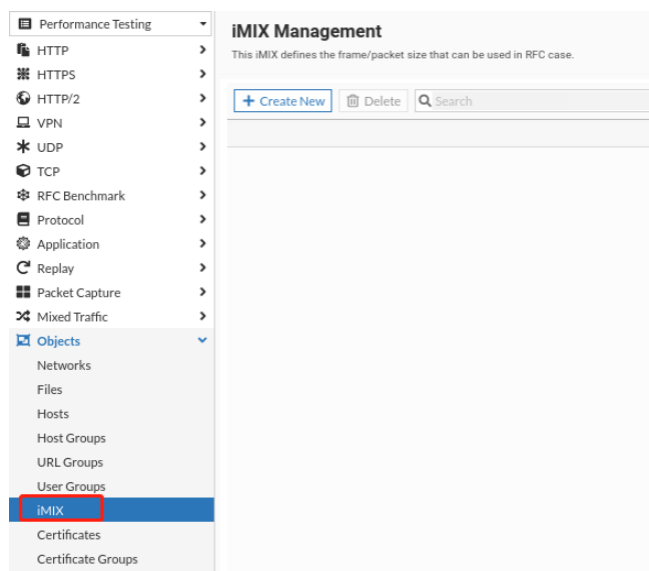 Performance Testing
HTTP
HTTPS
HTTP/2
VPN
UDP
TCP
RFC Benchmark
Protocol
Application
Replay
Packet Capture
Mixed Traffic
Objects
Networks
Files
Hosts
Host Groups
URL Groups
User Groups
iMIX
Certificates
Certificate Groups
iMIX Management
This iMIX defines the frame/packet size that can be used in RFC case.
+ Create New Delete Search